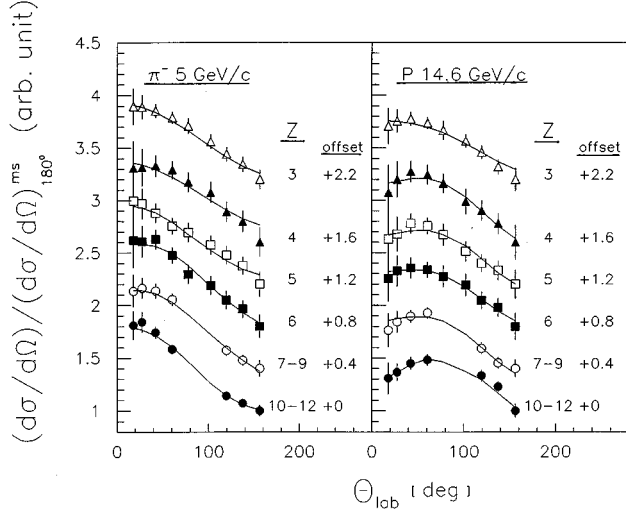 (dσ/dΩ)/(dσ/dΩ)ms180° (arb. unit)
4.5
4
3.5
3
2.5
2
1.5
1
π− 5 GeV/c
Z offset
3 +2.2
4 +1.6
5 +1.2
6 +0.8
7−9 +0.4
10−12 +0
P 14.6 GeV/c
Z offset
3 +2.2
4 +1.6
5 +1.2
6 +0.8
7−9 +0.4
10−12 +0
0 100 200 0 100 200
Θlab [deg]